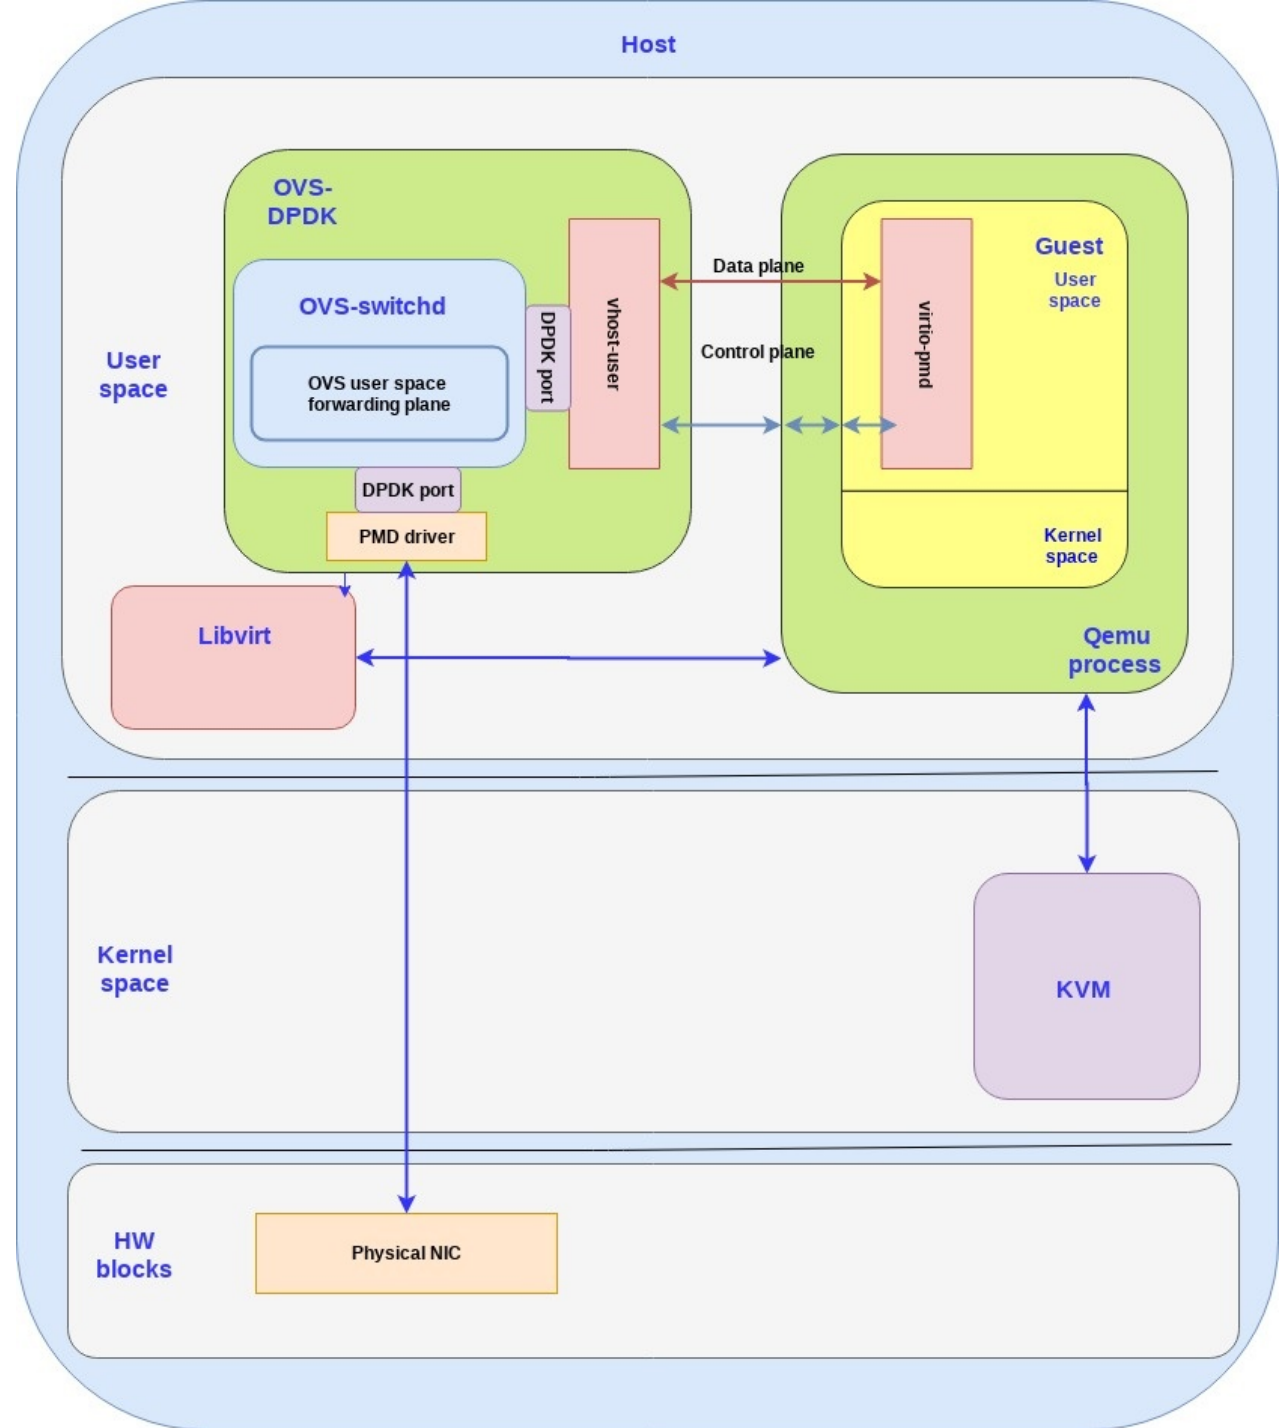 Host
OVS-
DPDK
OVS-switchd
OVS user space
forwarding plane
DPDK port
vhost-user
DPDK port
PMD driver
Data plane
Control plane
virtio-pmd
Guest
User
space
Kernel
space
Qemu
process
User
space
Libvirt
Kernel
space
KVM
HW
blocks
Physical NIC